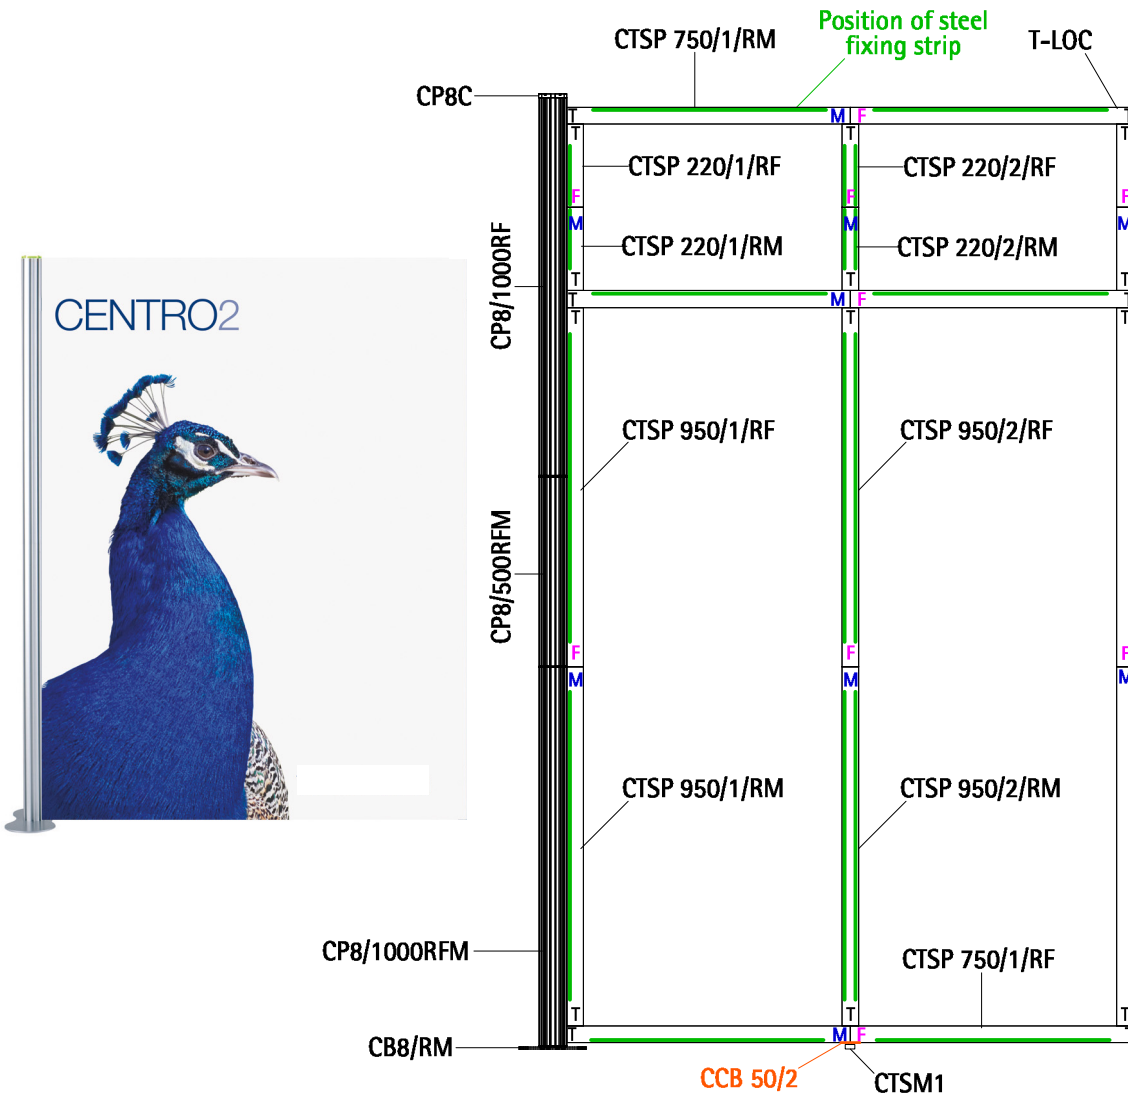 Position of steel
fixing strip
CTSP 750/1/RM
T-LOC
CP8C
T
M
F
T
T
T
T
CTSP 220/1/RF
CTSP 220/2/RF
F
F
F
M
M
M
CP8/1000RF
CTSP 220/1/RM
CTSP 220/2/RM
T
T
T
T
M
F
T
T
T
T
CENTRO2
CTSP 950/1/RF
CTSP 950/2/RF
CP8/500RFM
F
F
F
M
M
M
CTSP 950/1/RM
CTSP 950/2/RM
CP8/1000RFM
CTSP 750/1/RF
T
T
T
T
M
F
CB8/RM
CCB 50/2
CTSM1